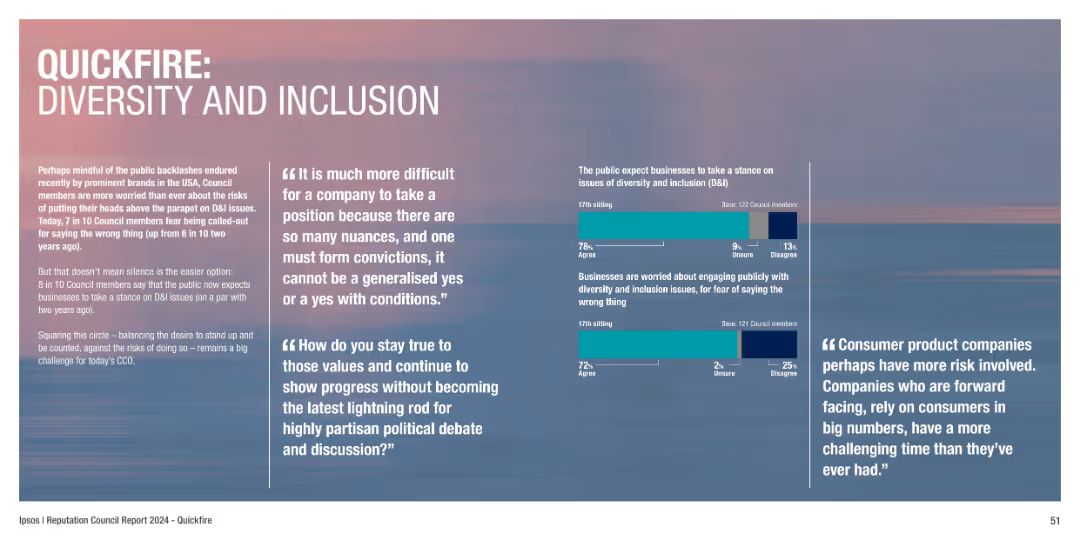 QUICKFIRE:
DIVERSITY AND INCLUSION
Perhaps mindful of the public backlashes endured
recently by prominent brands in the USA, Council
members are more worried than ever about the risks
of putting their heads above the parapet on D&I issues.
Today, 7 in 10 Council members fear being called-out
for saying the wrong thing (up from 6 in 10 two
years ago).
But that doesn't mean silence is the easier option:
8 in 10 Council members say that the public now expects
businesses to take a stance on D&I issues (on a par with
two years ago).
Squaring this circle – balancing the desire to stand up and
be counted, against the risks of doing so – remains a big
challenge for today's CCO.
“It is much more difficult
for a company to take a
position because there are
so many nuances, and one
must form convictions, it
cannot be a generalised yes
or a yes with conditions.”
“How do you stay true to
those values and continue to
show progress without becoming
the latest lightning rod for
highly partisan political debate
and discussion?”
The public expect businesses to take a stance on
issues of diversity and inclusion (D&I)
17th sitting Base: 122 Council members
78% 9% 13%
Agree Unsure Disagree
Businesses are worried about engaging publicly with
diversity and inclusion issues, for fear of saying the
wrong thing
17th sitting Base: 121 Council members
72% 2% 25%
Agree Unsure Disagree
“Consumer product companies
perhaps have more risk involved.
Companies who are forward
facing, rely on consumers in
big numbers, have a more
challenging time than they've
ever had.”
Ipsos | Reputation Council Report 2024 - Quickfire
51